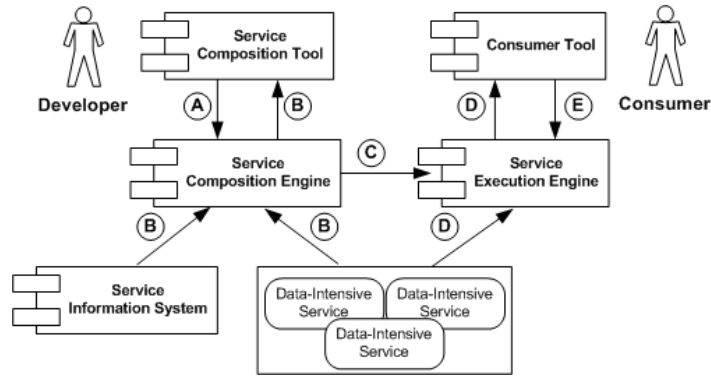 Service
Composition Tool
Consumer Tool
Developer
A
B
D
E
Consumer
Service
Composition Engine
C
Service
Execution Engine
B
B
D
Service
Information System
Data-Intensive
Service
Data-Intensive
Service
Data-Intensive
Service